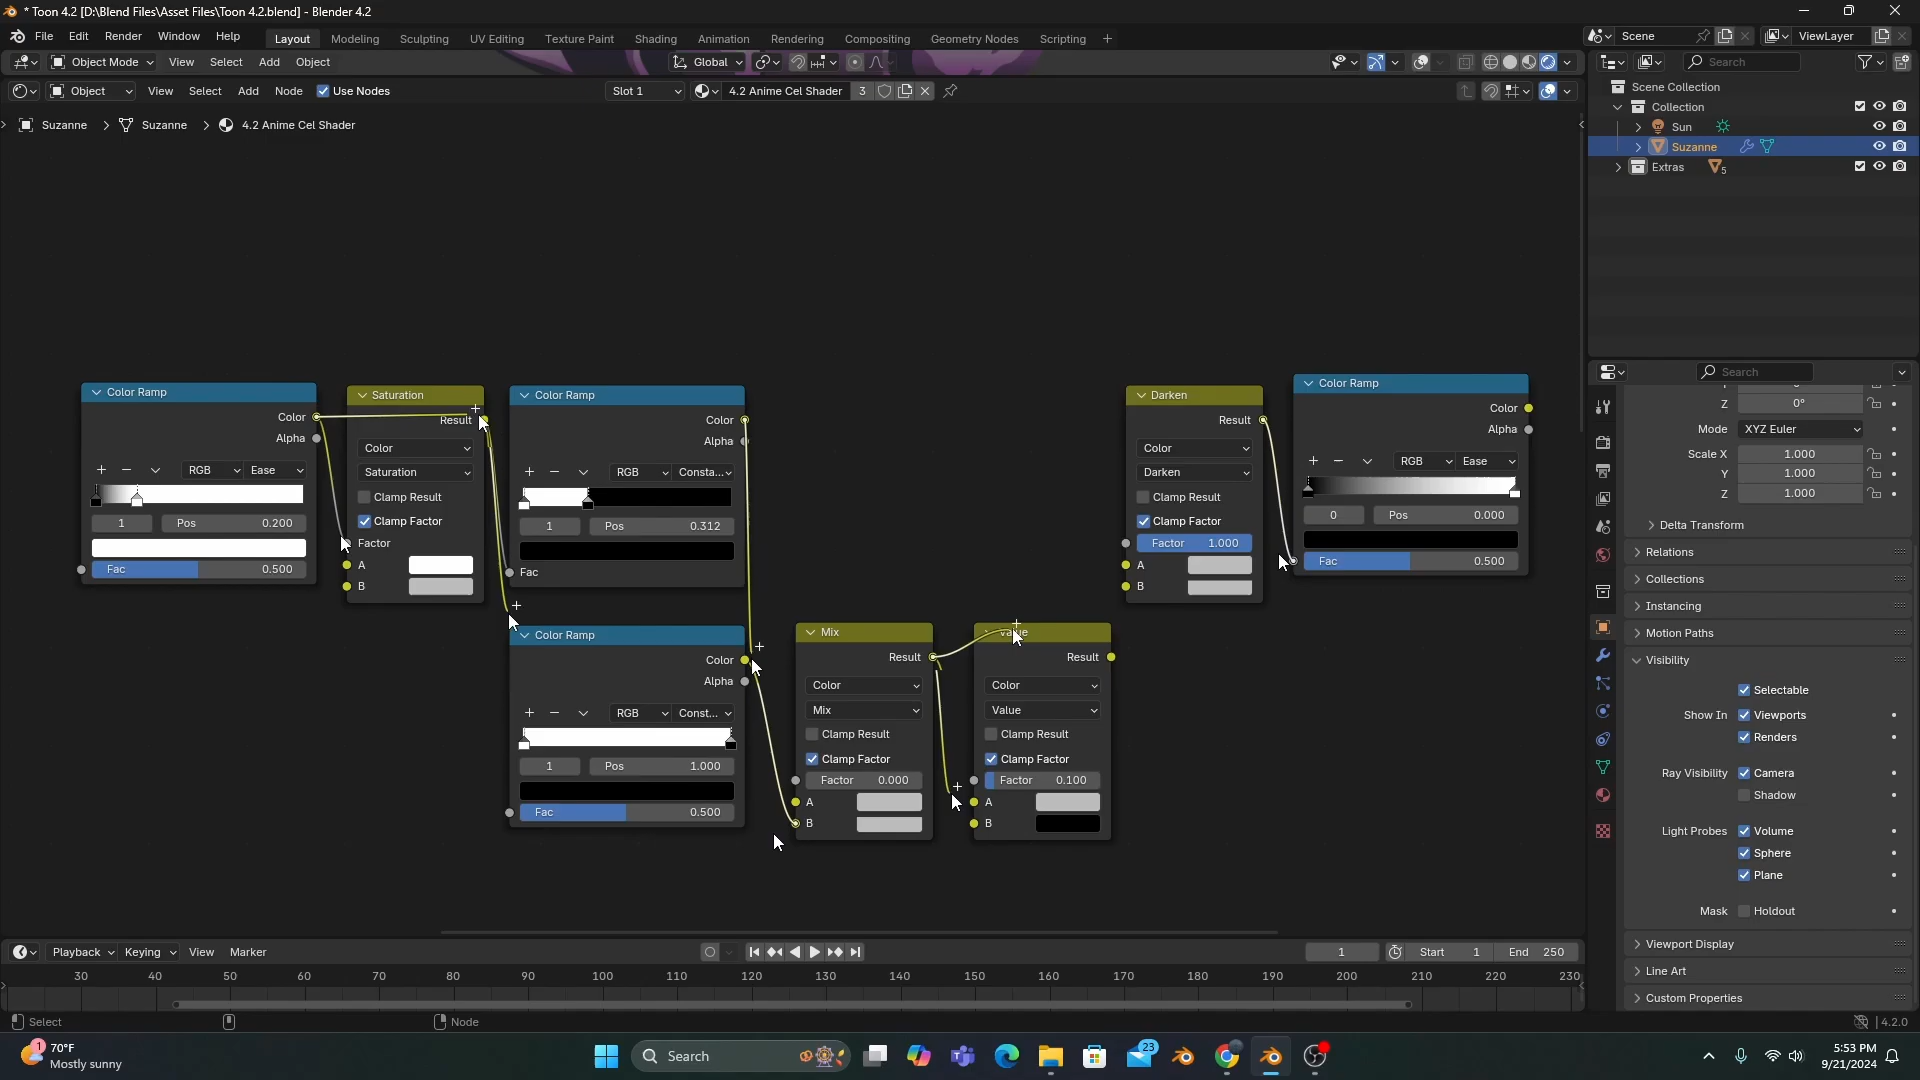 * Toon 4.2 [D:\Blend Files\Asset Files\Toon 4.2.blend] - Blender 4.2
File Edit Render Window Help Layout Modeling Sculpting UV Editing Texture Paint Shading Animation Rendering Compositing Geometry Nodes Scripting + Scene ViewLayer
Object Mode View Select Add Object Global Search
Object View Select Add Node Use Nodes Slot 1 4.2 Anime Cel Shader 3
Suzanne > Suzanne > 4.2 Anime Cel Shader
Scene Collection
Collection
Sun
Suzanne
Extras 5
Color Ramp
Color
Alpha
RGB Ease
1 Pos 0.200
Fac 0.500
Saturation
Result
Color
Saturation
Clamp Result
Clamp Factor
Factor
A
B
Color Ramp
Color
Alpha
RGB Consta...
1 Pos 0.312
Fac
Color Ramp
Color
Alpha
RGB Const...
1 Pos 1.000
Fac 0.500
Mix
Result
Color
Mix
Clamp Result
Clamp Factor
Factor 0.000
A
B
Value
Result
Color
Value
Clamp Result
Clamp Factor
Factor 0.100
A
B
Darken
Result
Color
Darken
Clamp Result
Clamp Factor
Factor 1.000
A
B
Color Ramp
Color
Alpha
RGB Ease
0 Pos 0.000
Fac 0.500
Search
Z 0°
Mode XYZ Euler
Scale X 1.000
Y 1.000
Z 1.000
Delta Transform
Relations
Collections
Instancing
Motion Paths
Visibility
Selectable
Show In Viewports
Renders
Ray Visibility Camera
Shadow
Light Probes Volume
Sphere
Plane
Mask Holdout
Viewport Display
Line Art
Custom Properties
Playback Keying View Marker 1 Start 1 End 250
30 40 50 60 70 80 90 100 110 120 130 140 150 160 170 180 190 200 210 220 230
Select Node 4.2.0
1
70°F
Mostly sunny
Search
23
5:53 PM
9/21/2024